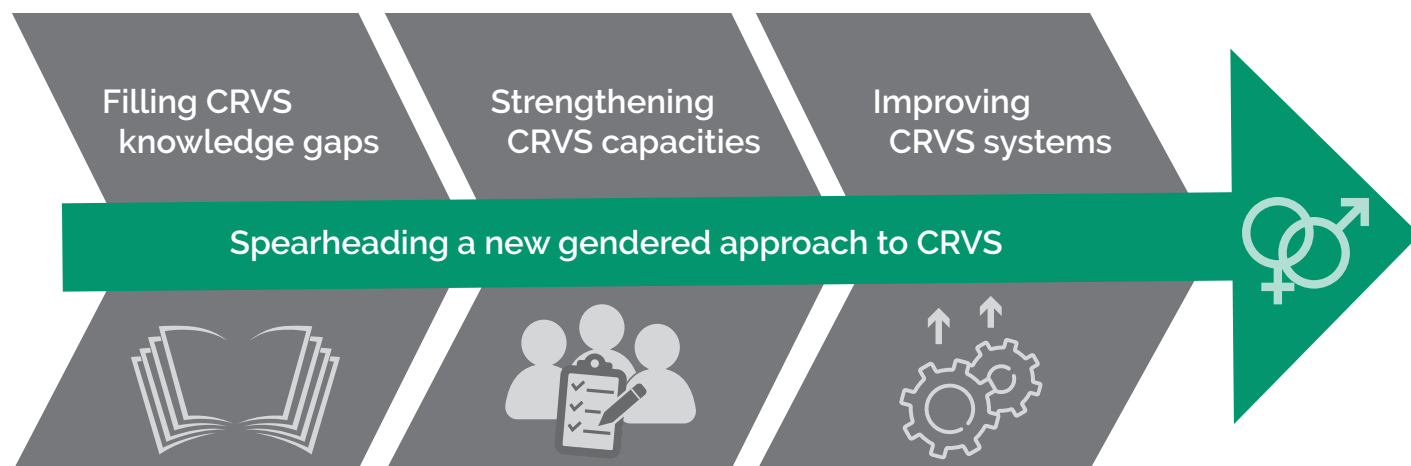 Filling CRVS
knowledge gaps
Strengthening
CRVS capacities
Improving
CRVS systems
Spearheading a new gendered approach to CRVS